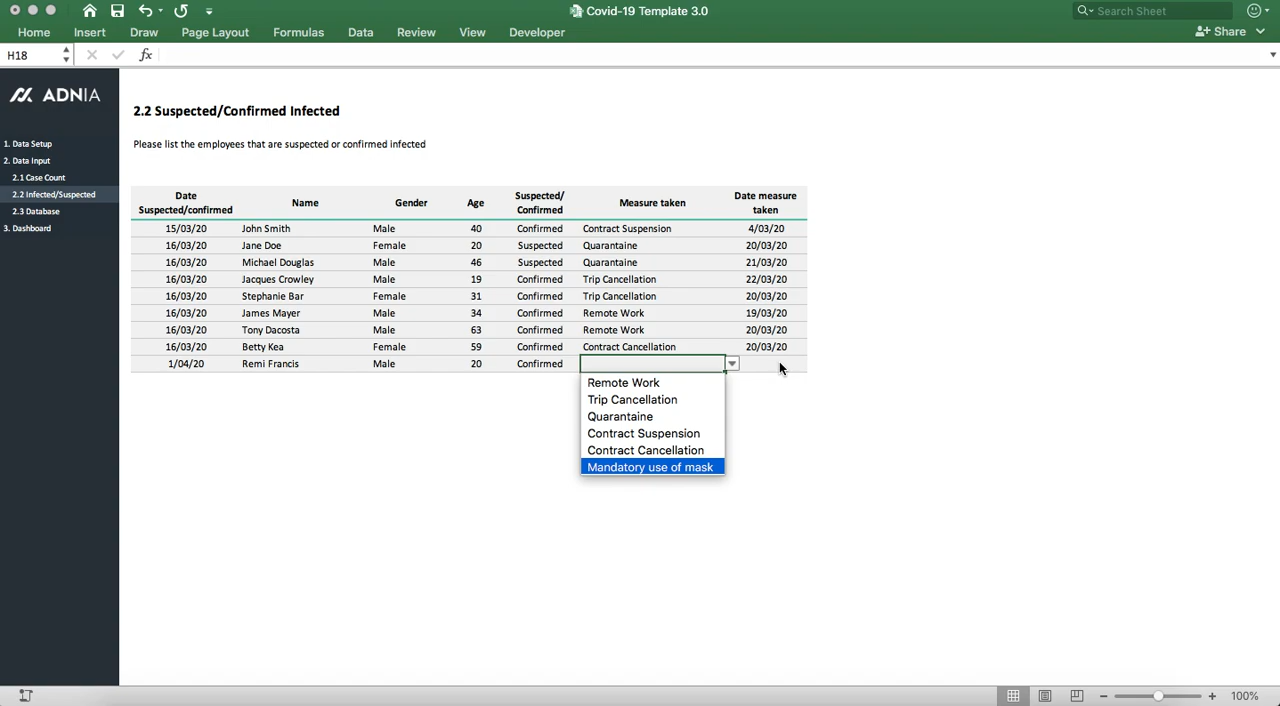 Covid-19 Template 3.0
Search Sheet
Home Insert Draw Page Layout Formulas Data Review View Developer
Share
H18 fx
ADNIA
1. Data Setup
2. Data Input
2.1 Case Count
2.2 Infected/Suspected
2.3 Database
3. Dashboard
2.2 Suspected/Confirmed Infected
Please list the employees that are suspected or confirmed infected
Date Suspected/confirmed Name Gender Age Suspected/ Confirmed Measure taken Date measure taken
15/03/20 John Smith Male 40 Confirmed Contract Suspension 4/03/20
16/03/20 Jane Doe Female 20 Suspected Quarantaine 20/03/20
16/03/20 Michael Douglas Male 46 Suspected Quarantaine 21/03/20
16/03/20 Jacques Crowley Male 19 Confirmed Trip Cancellation 22/03/20
16/03/20 Stephanie Bar Female 31 Confirmed Trip Cancellation 20/03/20
16/03/20 James Mayer Male 34 Confirmed Remote Work 19/03/20
16/03/20 Tony Dacosta Male 63 Confirmed Remote Work 20/03/20
16/03/20 Betty Kea Female 59 Confirmed Contract Cancellation 20/03/20
1/04/20 Remi Francis Male 20 Confirmed
Remote Work
Trip Cancellation
Quarantaine
Contract Suspension
Contract Cancellation
Mandatory use of mask
100%